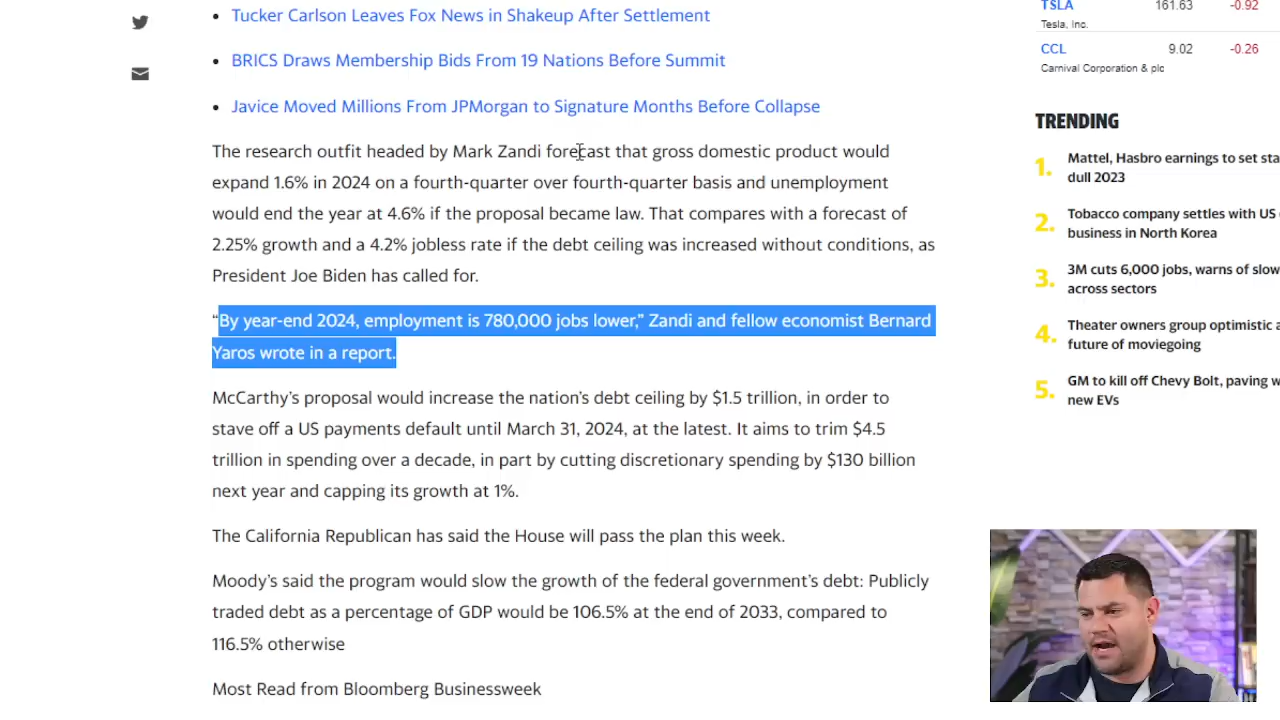 Tucker Carlson Leaves Fox News in Shakeup After Settlement
BRICS Draws Membership Bids From 19 Nations Before Summit
Javice Moved Millions From JPMorgan to Signature Months Before Collapse
The research outfit headed by Mark Zandi forecast that gross domestic product would
expand 1.6% in 2024 on a fourth-quarter over fourth-quarter basis and unemployment
would end the year at 4.6% if the proposal became law. That compares with a forecast of
2.25% growth and a 4.2% jobless rate if the debt ceiling was increased without conditions, as
President Joe Biden has called for.
“By year-end 2024, employment is 780,000 jobs lower,” Zandi and fellow economist Bernard
Yaros wrote in a report.
McCarthy’s proposal would increase the nation’s debt ceiling by $1.5 trillion, in order to
stave off a US payments default until March 31, 2024, at the latest. It aims to trim $4.5
trillion in spending over a decade, in part by cutting discretionary spending by $130 billion
next year and capping its growth at 1%.
The California Republican has said the House will pass the plan this week.
Moody’s said the program would slow the growth of the federal government’s debt: Publicly
traded debt as a percentage of GDP would be 106.5% at the end of 2033, compared to
116.5% otherwise
Most Read from Bloomberg Businessweek
TSLA 161.63 -0.92
Tesla, Inc.
CCL 9.02 -0.26
Carnival Corporation & plc
TRENDING
1. Mattel, Hasbro earnings to set sta
dull 2023
2. Tobacco company settles with US
business in North Korea
3. 3M cuts 6,000 jobs, warns of slow
across sectors
4. Theater owners group optimistic a
future of moviegoing
5. GM to kill off Chevy Bolt, paving w
new EVs